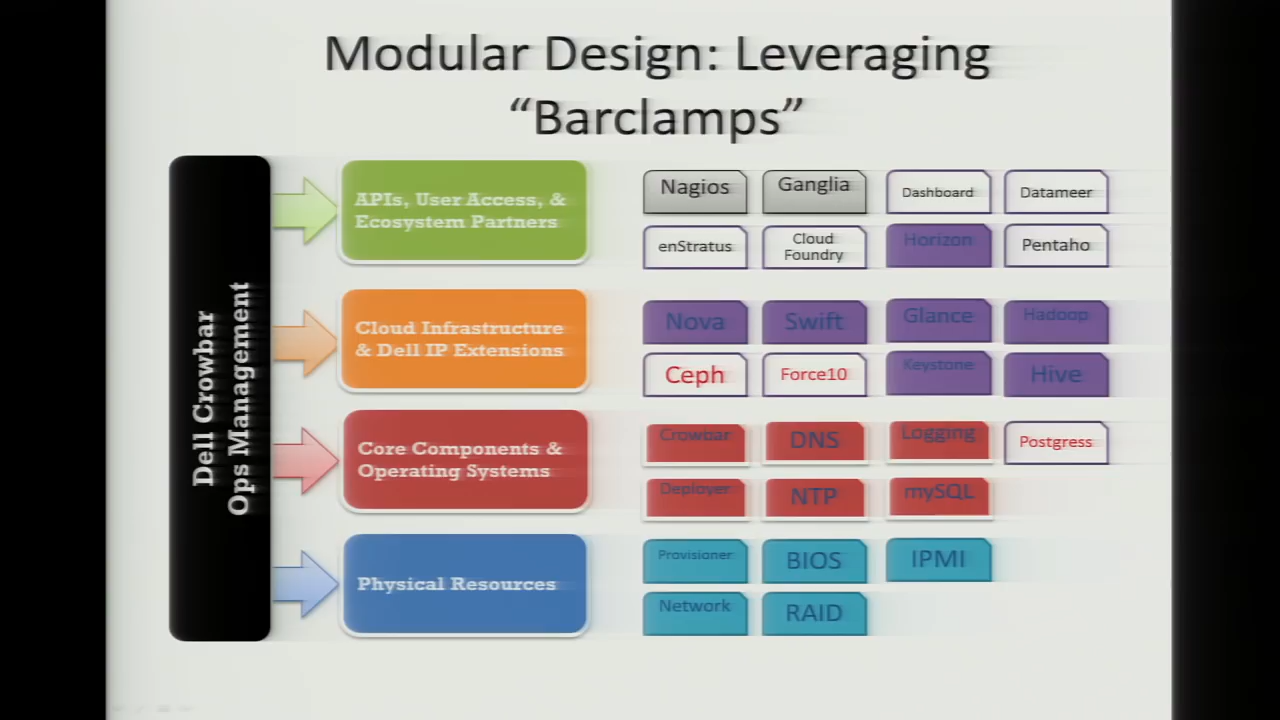 Modular Design: Leveraging
“Barclamps”
Dell Crowbar
Ops Management
APIs, User Access, &
Ecosystem Partners
Nagios
Ganglia
Dashboard
Datameer
enStratus
Cloud
Foundry
Horizon
Pentaho
Cloud Infrastructure
& Dell IP Extensions
Nova
Swift
Glance
Hadoop
Ceph
Force10
Keystone
Hive
Core Components &
Operating Systems
Crowbar
DNS
Logging
Postgress
Deployer
NTP
mySQL
Physical Resources
Provisioner
BIOS
IPMI
Network
RAID